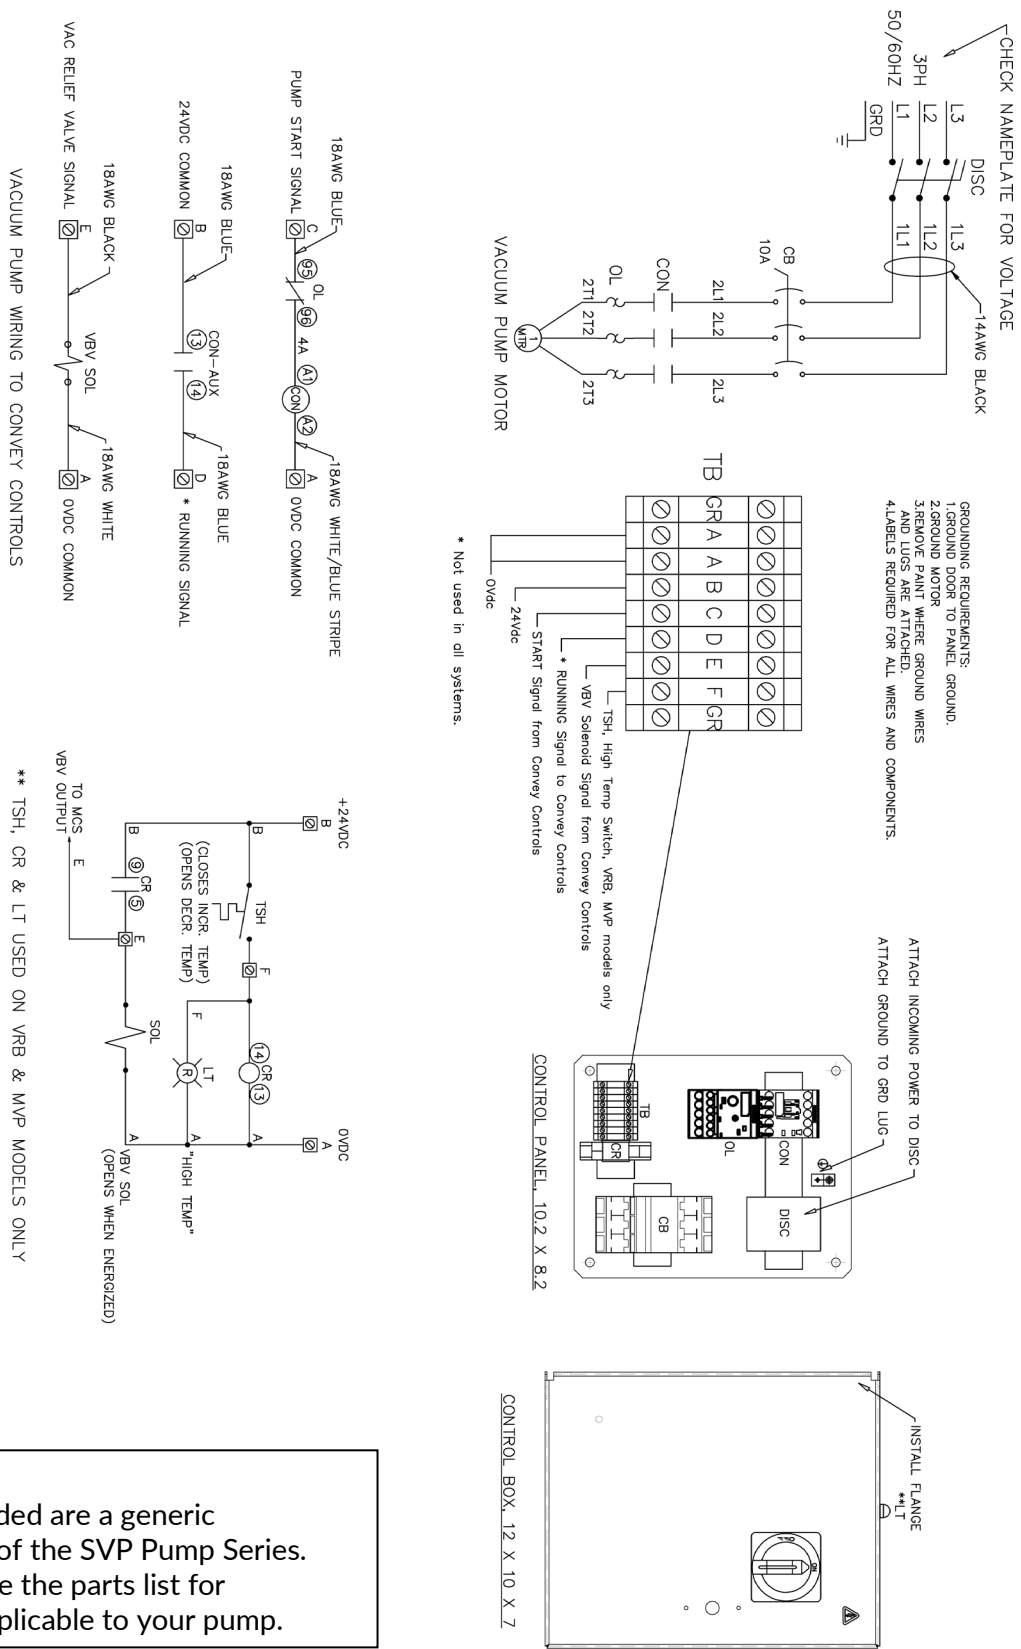 CHECK NAMEPLATE FOR VOLTAGE
3PH
50/60HZ
L3
L2
L1
GRD
DISC
1L3
1L2
1L1
14AWG BLACK
CB
10A
2L1
2L2
2L3
CON
OL
2T1
2T2
2T3
1
MTR
VACUUM PUMP MOTOR
GROUNDING REQUIREMENTS:
1.GROUND DOOR TO PANEL GROUND.
2.GROUND MOTOR
3.REMOVE PAINT WHERE GROUND WIRES
AND LUGS ARE ATTACHED.
4.LABELS REQUIRED FOR ALL WIRES AND COMPONENTS.
TB
GR A A B C D E F GR
0Vdc
24Vdc
START Signal from Convey Controls
* RUNNING Signal to Convey Controls
VBV Solenoid Signal from Convey Controls
TSH, High Temp Switch, VRB, MVP models only
* Not used in all systems.
ATTACH INCOMING POWER TO DISC
ATTACH GROUND TO GRD LUG
DISC
CON
OL
TB
CR
CB
CONTROL PANEL, 10.2 X 8.2
INSTALL FLANGE
**LT
OFF
ON
CONTROL BOX, 12 X 10 X 7
18AWG BLUE
PUMP START SIGNAL
C
95
OL
96
4A
A1
CON
A2
A
0VDC COMMON
18AWG WHITE/BLUE STRIPE
18AWG BLUE
24VDC COMMON
B
13
CON-AUX
14
D
* RUNNING SIGNAL
18AWG BLUE
18AWG BLACK
VAC RELIEF VALVE SIGNAL
E
VBV SOL
A
0VDC COMMON
18AWG WHITE
VACUUM PUMP WIRING TO CONVEY CONTROLS
+24VDC
B
0VDC
A
B
TSH
(CLOSES INCR. TEMP)
(OPENS DECR. TEMP)
F
14
CR
13
A
F
LT
R
A
"HIGH TEMP"
B
9
CR
5
E
SOL
A
VBV SOL
(OPENS WHEN ENERGIZED)
E
TO MCS
VBV OUTPUT
** TSH, CR & LT USED ON VRB & MVP MODELS ONLY
ded are a generic
of the SVP Pump Series.
e the parts list for
plicable to your pump.